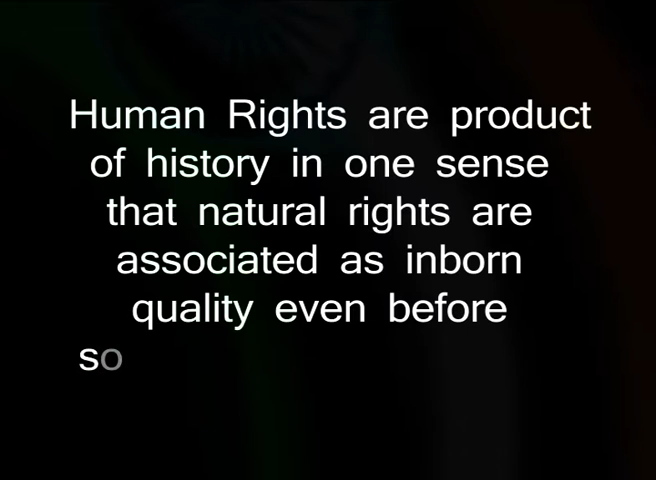 Human Rights are product
of history in one sense
that natural rights are
associated as inborn
quality even before
so